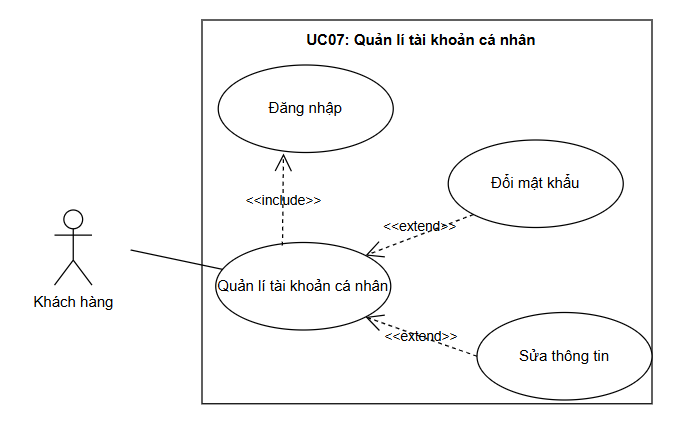 UC07: Quản lí tài khoản cá nhân
Đăng nhập
Đổi mật khẩu
<<include>>
<<extend>>
Quản lí tài khoản cá nhân
Khách hàng
<<extend>>
Sửa thông tin